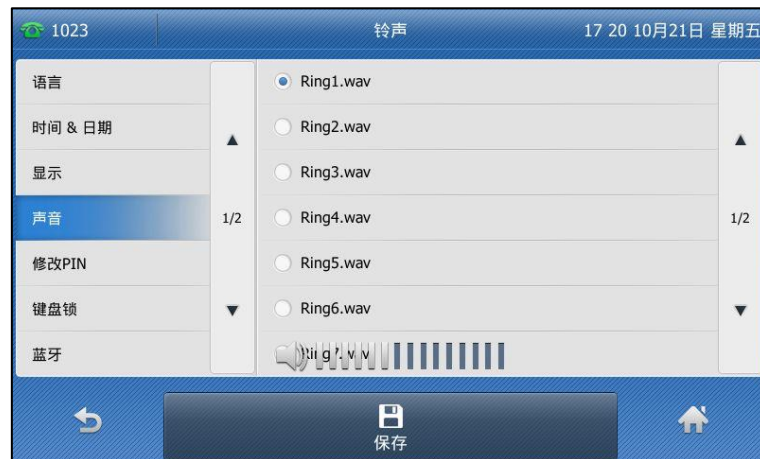 1023 铃声 17 20 10月21日 星期五
语言
时间 & 日期
显示
声音
修改PIN
键盘锁
蓝牙
1/2
Ring1.wav
Ring2.wav
Ring3.wav
Ring4.wav
Ring5.wav
Ring6.wav
Ring7.wav
1/2
保存